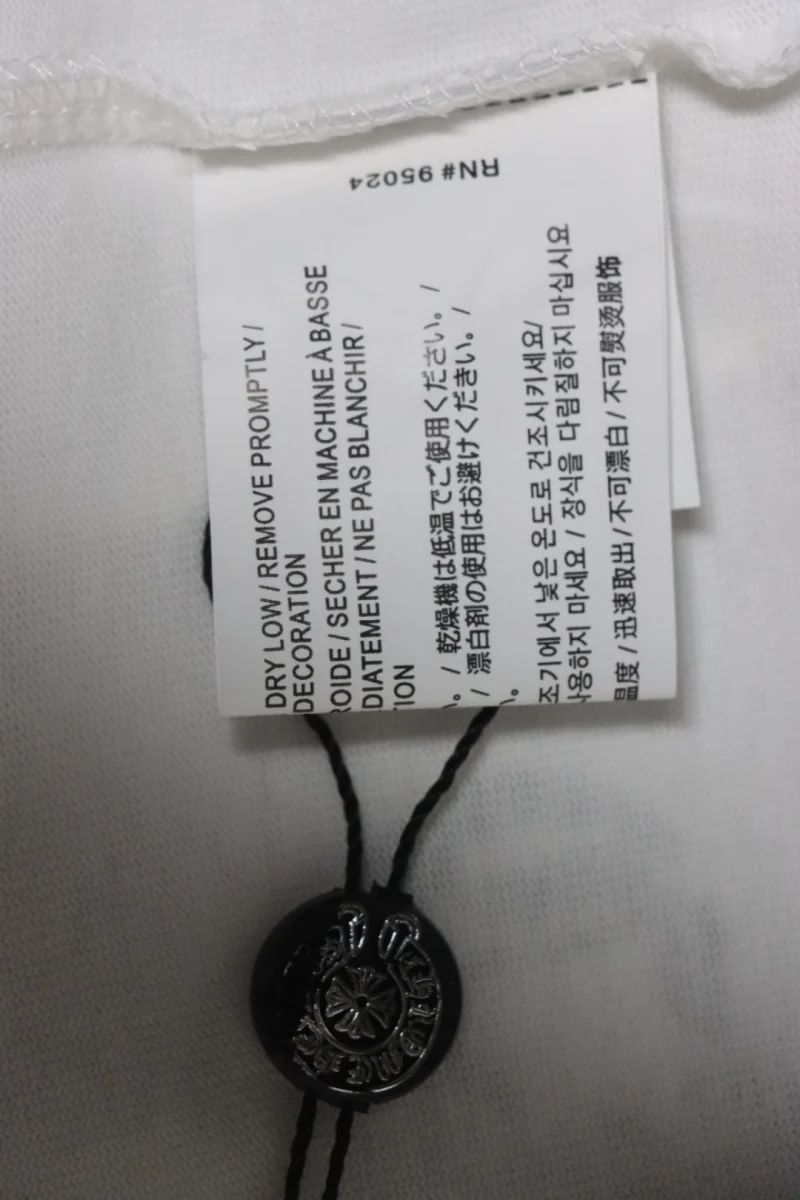 RN# 95024
DRY LOW / REMOVE PROMPTLY /
DECORATION
ROIDE / SECHER EN MACHINE À BASSE
DIATEMENT / NE PAS BLANCHIR /
TION
。/ 乾燥機は低温でご使用ください。/
/ 漂白剤の使用はお避けください。/
。
조기에서 낮은 온도로 건조시키세요/
사용하지 마세요 / 장식을 다림질하지 마십시요
温度 / 迅速取出 / 不可漂白 / 不可熨烫服饰